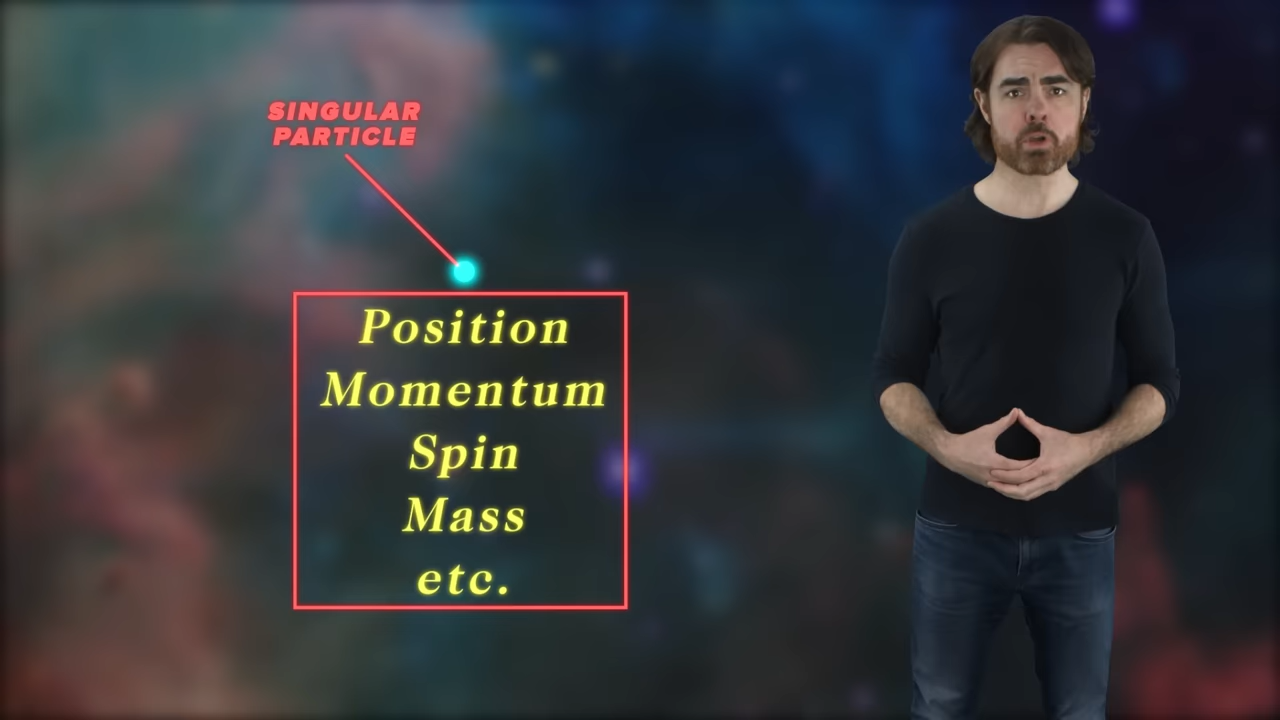 SINGULAR
PARTICLE
Position
Momentum
Spin
Mass
etc.